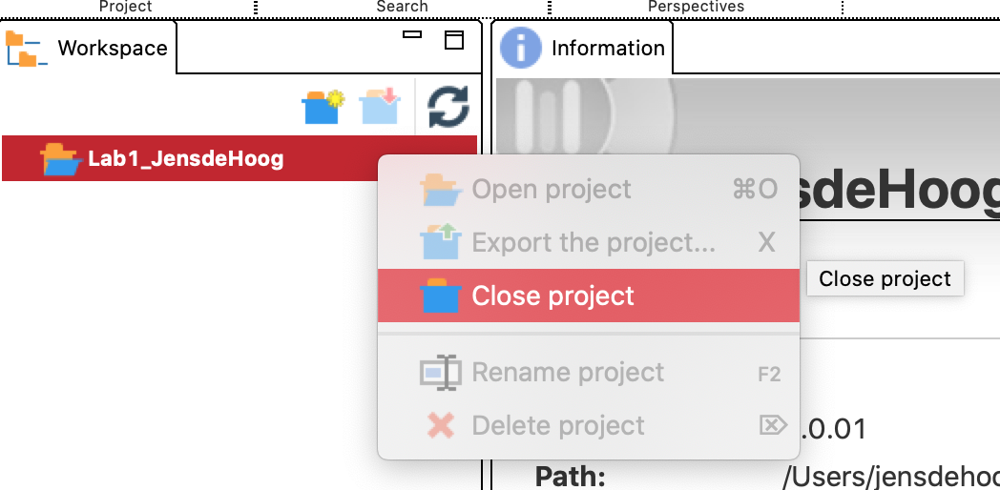 Project
Search
Perspectives
Workspace
Information
Lab1_JensdeHoog
Open project ⌘O
sdeHoog
Export the project... X
Close project
Close project
Rename project F2
Delete project
.0.01
Path: /Users/jensdehoo